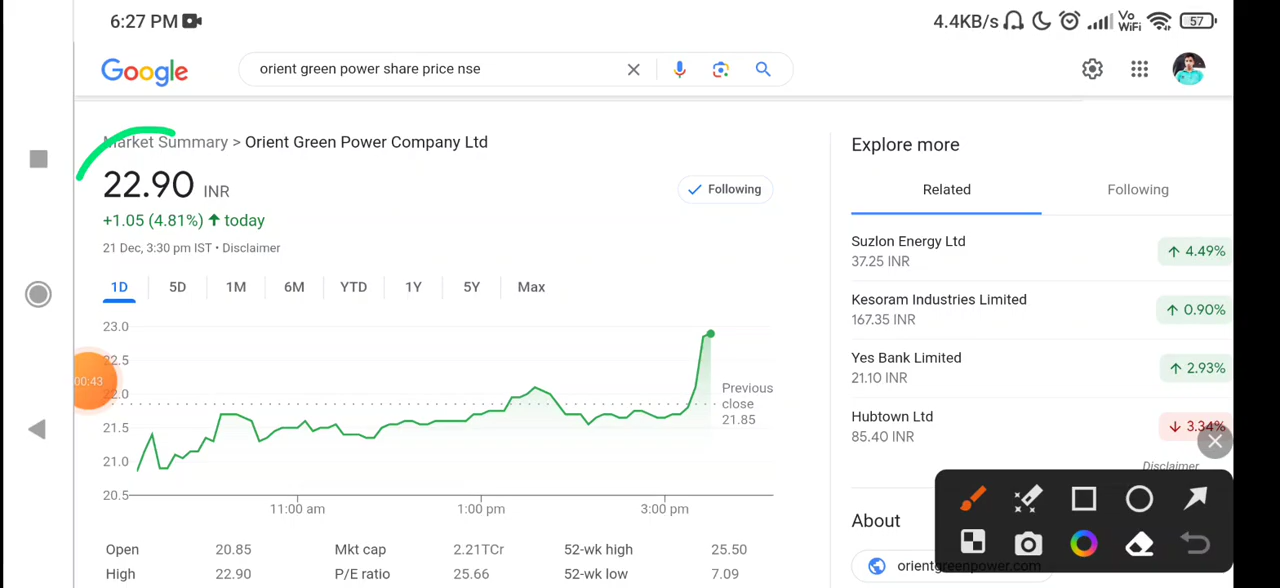 6:27 PM
4.4KB/s Vo WiFi 57
Google
orient green power share price nse
Market Summary > Orient Green Power Company Ltd
22.90 INR
Following
+1.05 (4.81%) ↑ today
21 Dec, 3:30 pm IST • Disclaimer
1D 5D 1M 6M YTD 1Y 5Y Max
23.0
22.5
22.0
21.5
21.0
20.5
Previous
close
21.85
11:00 am 1:00 pm 3:00 pm
00:43
Open 20.85 Mkt cap 2.21TCr 52-wk high 25.50
High 22.90 P/E ratio 25.66 52-wk low 7.09
Explore more
Related Following
Suzlon Energy Ltd
37.25 INR
↑ 4.49%
Kesoram Industries Limited
167.35 INR
↑ 0.90%
Yes Bank Limited
21.10 INR
↑ 2.93%
Hubtown Ltd
85.40 INR
↓ 3.34%
Disclaimer
About
orientgreenpower.com